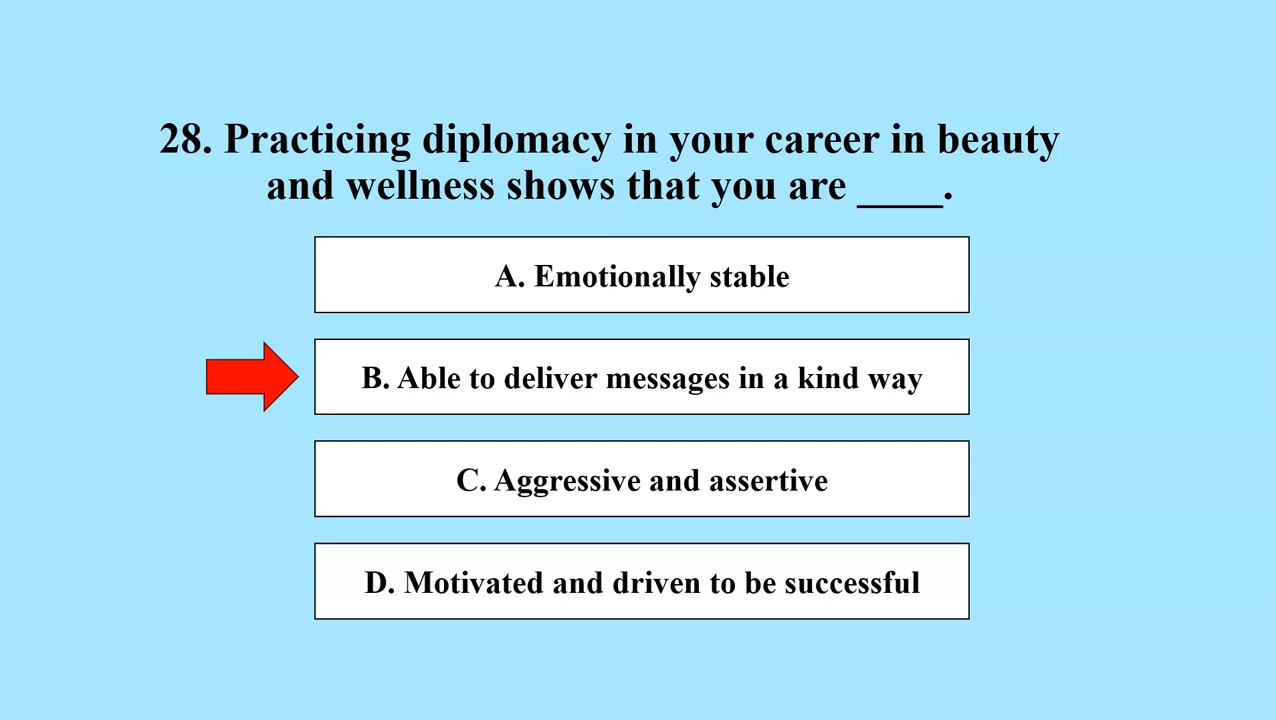 28. Practicing diplomacy in your career in beauty
and wellness shows that you are ____.
A. Emotionally stable
B. Able to deliver messages in a kind way
C. Aggressive and assertive
D. Motivated and driven to be successful